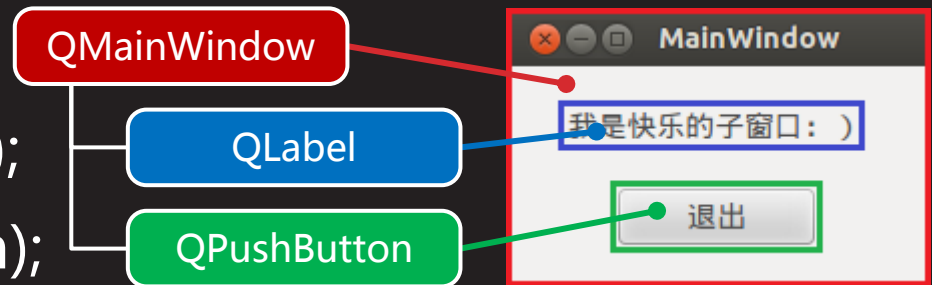 QMainWindow
MainWindow
);
QLabel
我是快乐的子窗口: )
);
QPushButton
退出